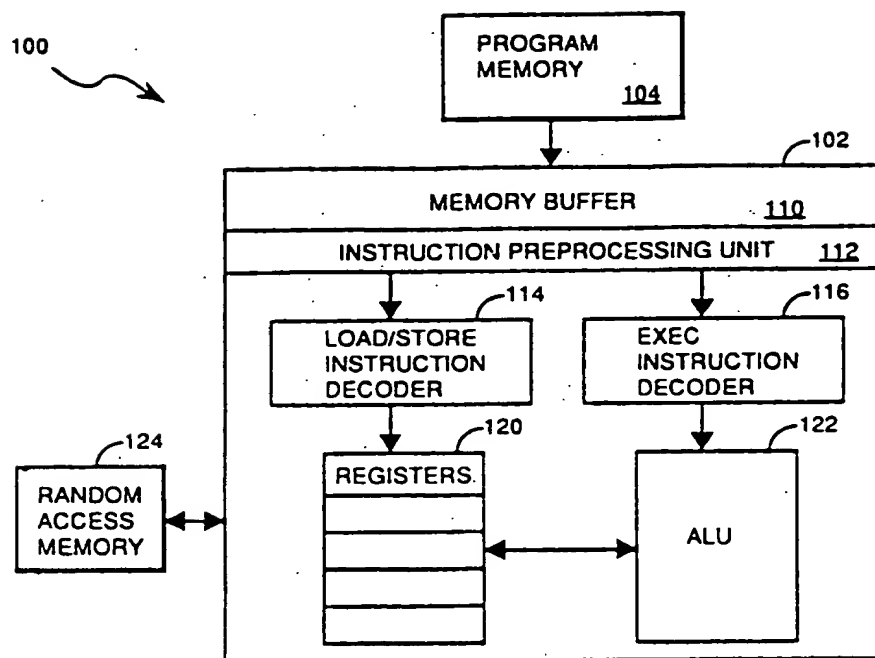 100
PROGRAM
MEMORY
104
102
MEMORY BUFFER
110
INSTRUCTION PREPROCESSING UNIT
112
114
116
LOAD/STORE
INSTRUCTION
DECODER
EXEC
INSTRUCTION
DECODER
124
120
122
RANDOM
ACCESS
MEMORY
REGISTERS
ALU